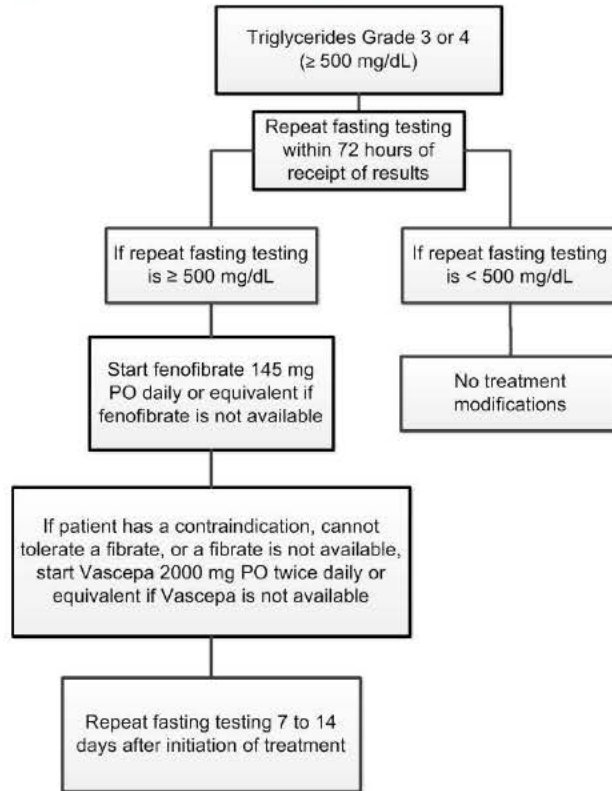 Triglycerides Grade 3 or 4
(≥ 500 mg/dL)
Repeat fasting testing
within 72 hours of
receipt of results
If repeat fasting testing
is ≥ 500 mg/dL
If repeat fasting testing
is < 500 mg/dL
Start fenofibrate 145 mg
PO daily or equivalent if
fenofibrate is not available
No treatment
modifications
If patient has a contraindication, cannot
tolerate a fibrate, or a fibrate is not available,
start Vascepa 2000 mg PO twice daily or
equivalent if Vascepa is not available
Repeat fasting testing 7 to 14
days after initiation of treatment